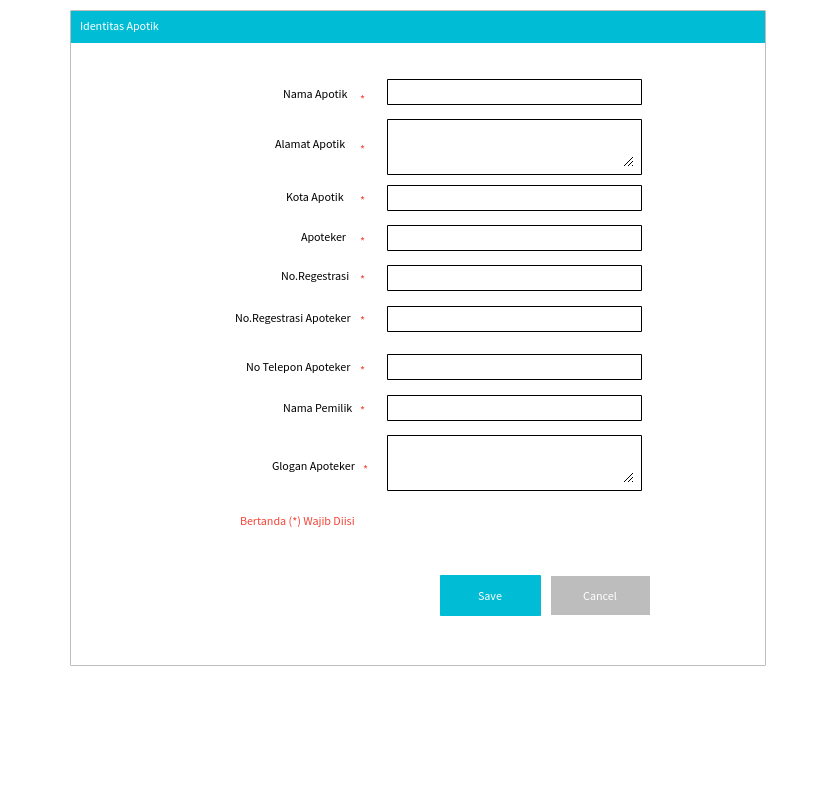 Identitas Apotik
Nama Apotik *
Alamat Apotik *
Kota Apotik *
Apoteker *
No.Regestrasi *
No.Regestrasi Apoteker *
No Telepon Apoteker *
Nama Pemilik *
Glogan Apoteker *
Bertanda (*) Wajib Diisi
Save Cancel